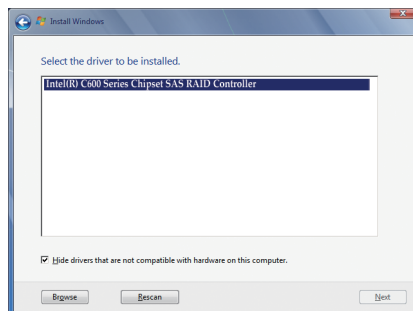 Install Windows
Select the driver to be installed.
Intel(R) C600 Series Chipset SAS RAID Controller
Hide drivers that are not compatible with hardware on this computer.
Browse
Rescan
Next